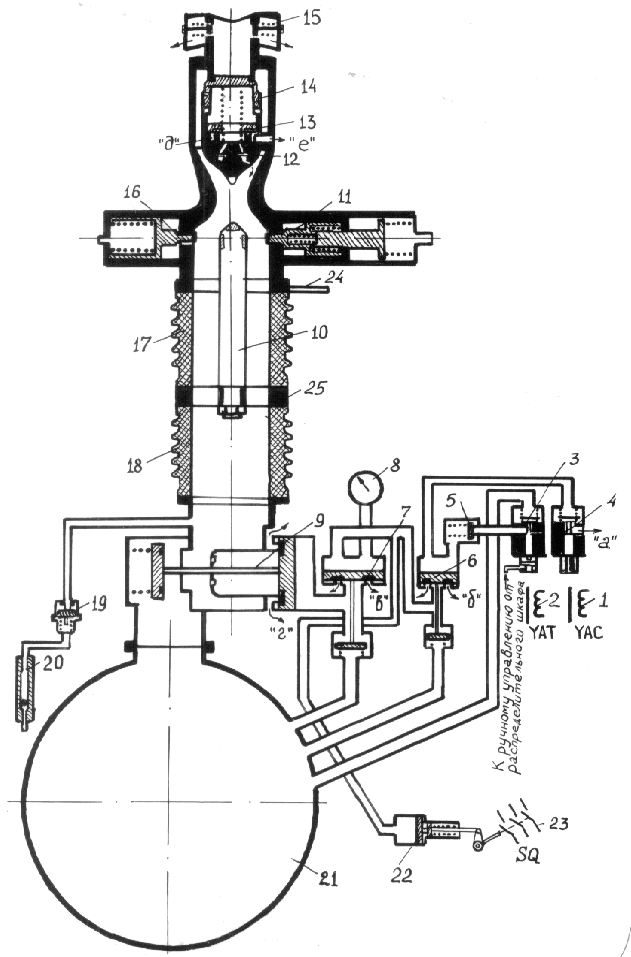 15
14
13
"д"
"е"
12
16
11
24
17
10
25
18
8
3
4
5
7
9
"а"
6
"в"
"б"
19
"г"
2
1
YAT
YAC
20
К ручному управлению от
распределительного шкафа
23
SQ
21
22